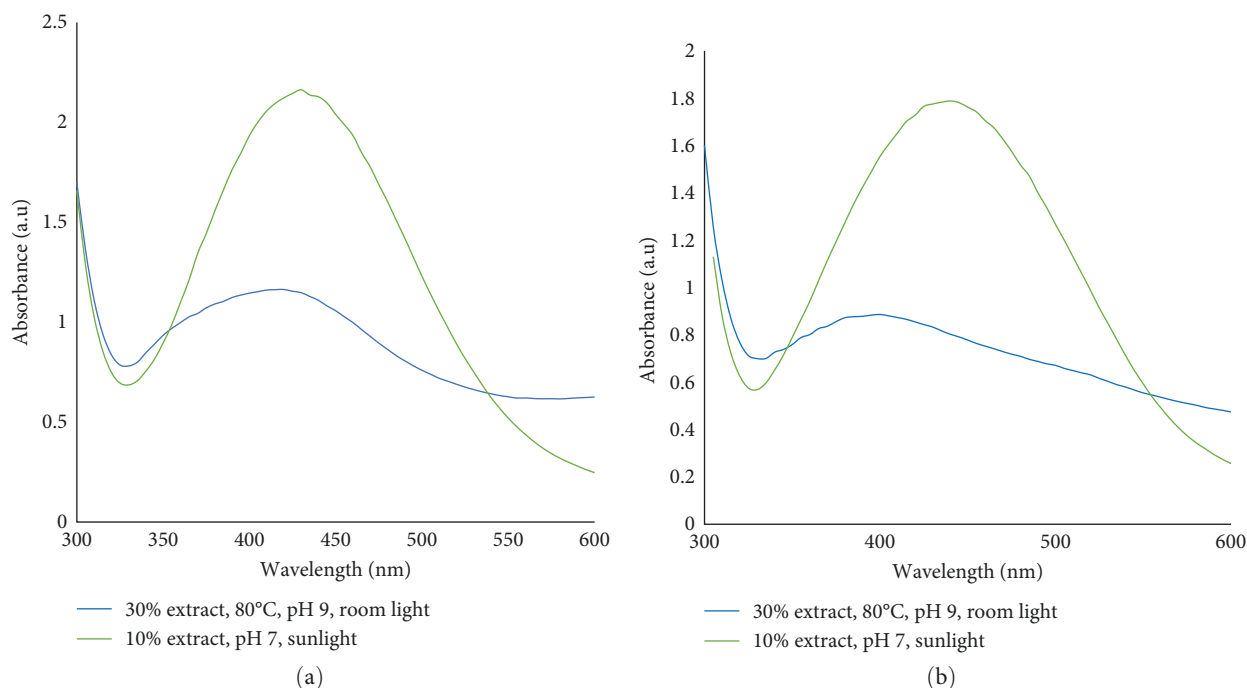 2.5
2
1.5
1
0.5
0
Absorbance (a.u)
300 350 400 450 500 550 600
Wavelength (nm)
30% extract, 80°C, pH 9, room light
10% extract, pH 7, sunlight
(a)
2
1.8
1.6
1.4
1.2
1
0.8
0.6
0.4
0.2
0
Absorbance (a.u)
300 400 500 600
Wavelength (nm)
30% extract, 80°C, pH 9, room light
10% extract, pH 7, sunlight
(b)